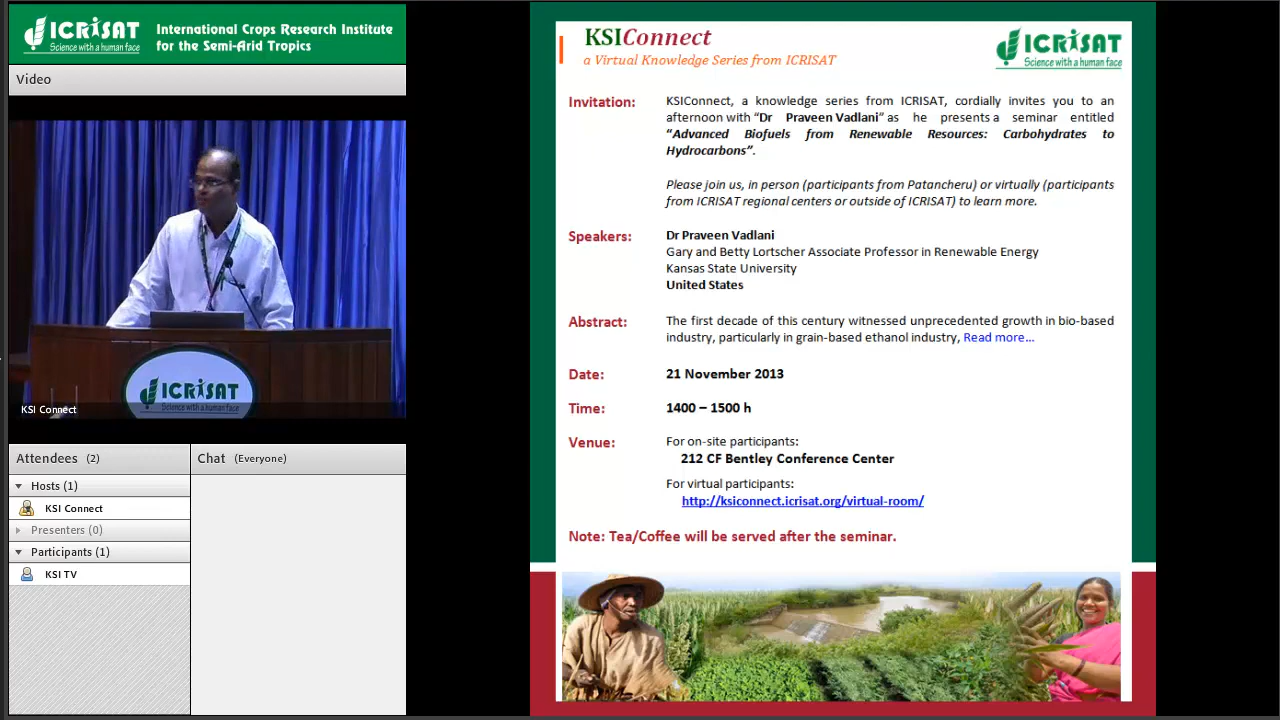 ICRISAT
Science with a human face
International Crops Research Institute
for the Semi-Arid Tropics
Video
ICRISAT
Science with a human face
KSI Connect
Attendees (2)
Hosts (1)
KSI Connect
Presenters (0)
Participants (1)
KSI TV
Chat (Everyone)
KSIConnect
a Virtual Knowledge Series from ICRISAT
ICRISAT
Science with a human face
Invitation: KSIConnect, a knowledge series from ICRISAT, cordially invites you to an
afternoon with “Dr Praveen Vadlani” as he presents a seminar entitled
“Advanced Biofuels from Renewable Resources: Carbohydrates to
Hydrocarbons”.
Please join us, in person (participants from Patancheru) or virtually (participants
from ICRISAT regional centers or outside of ICRISAT) to learn more.
Speakers: Dr Praveen Vadlani
Gary and Betty Lortscher Associate Professor in Renewable Energy
Kansas State University
United States
Abstract: The first decade of this century witnessed unprecedented growth in bio-based
industry, particularly in grain-based ethanol industry, Read more...
Date: 21 November 2013
Time: 1400 – 1500 h
Venue: For on-site participants:
212 CF Bentley Conference Center
For virtual participants:
http://ksiconnect.icrisat.org/virtual-room/
Note: Tea/Coffee will be served after the seminar.